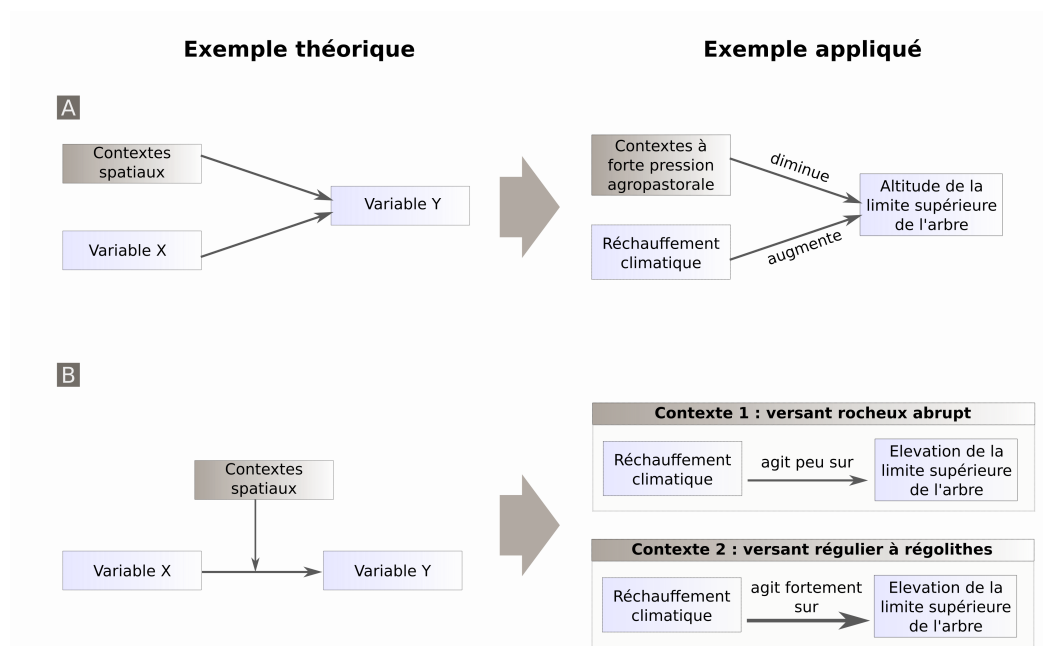 Exemple théorique
Exemple appliqué
A
Contextes
spatiaux
Variable X
Variable Y
Contextes à
forte pression
agropastorale
diminue
Réchauffement
climatique
augmente
Altitude de la
limite supérieure
de l'arbre
B
Contextes
spatiaux
Variable X
Variable Y
Contexte 1 : versant rocheux abrupt
Réchauffement
climatique
agit peu sur
Elevation de la
limite supérieure
de l'arbre
Contexte 2 : versant régulier à régolithes
Réchauffement
climatique
agit fortement
sur
Elevation de la
limite supérieure
de l'arbre